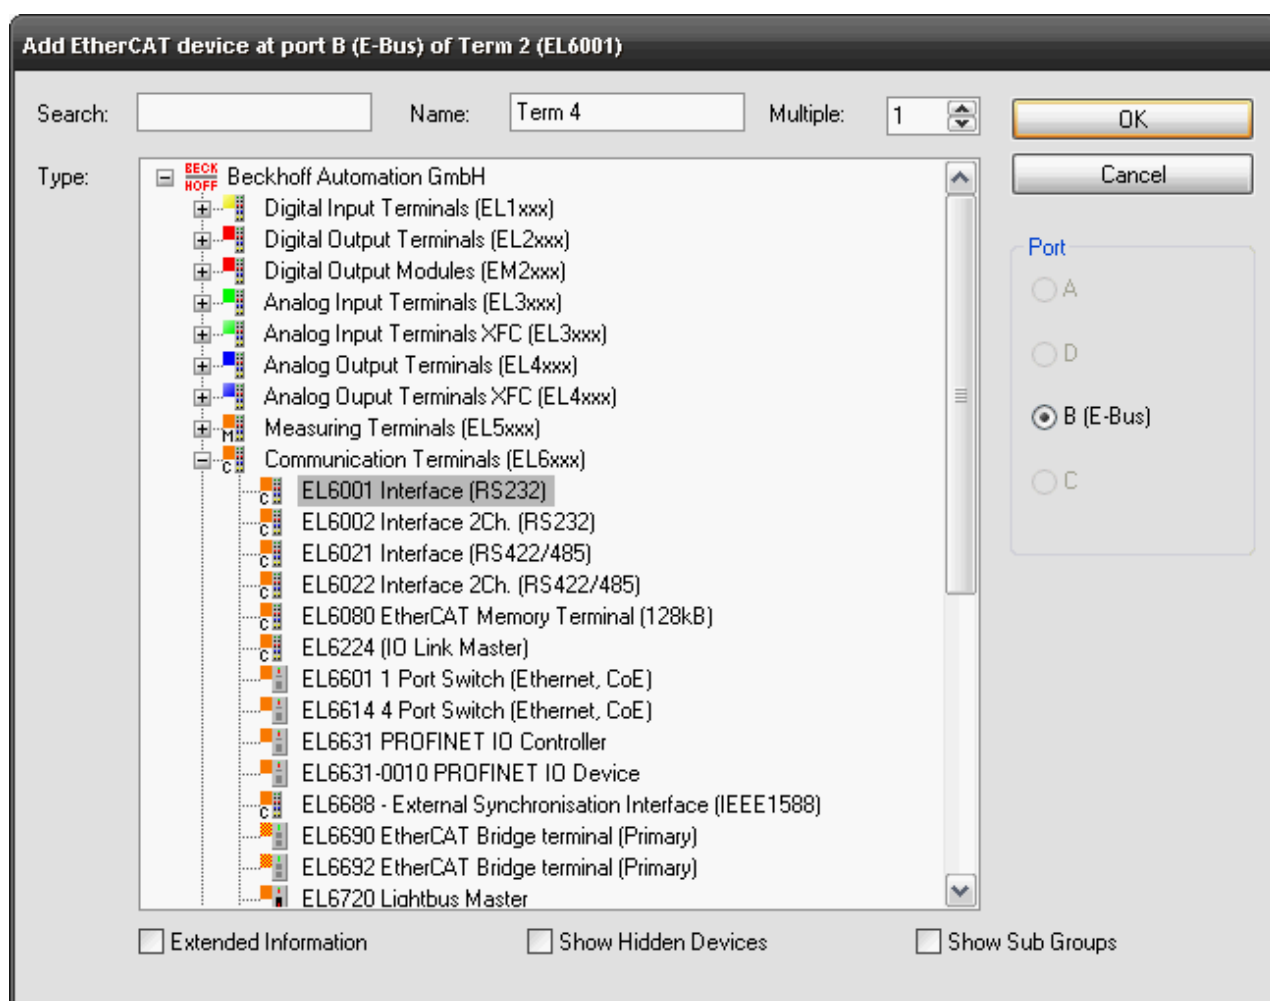 Add EtherCAT device at port B (E-Bus) of Term 2 (EL6001)
Search: Name: Term 4 Multiple: 1 OK
Cancel
Type: BECK HOFF Beckhoff Automation GmbH
Digital Input Terminals (EL1xxx)
Digital Output Terminals (EL2xxx)
Digital Output Modules (EM2xxx)
Analog Input Terminals (EL3xxx)
Analog Input Terminals XFC (EL3xxx)
Analog Output Terminals (EL4xxx)
Analog Ouput Terminals XFC (EL4xxx)
M Measuring Terminals (EL5xxx)
C Communication Terminals (EL6xxx)
C EL6001 Interface (RS232)
C EL6002 Interface 2Ch. (RS232)
C EL6021 Interface (RS422/485)
C EL6022 Interface 2Ch. (RS422/485)
C EL6080 EtherCAT Memory Terminal (128kB)
C EL6224 (IO Link Master)
EL6601 1 Port Switch (Ethernet, CoE)
EL6614 4 Port Switch (Ethernet, CoE)
EL6631 PROFINET IO Controller
EL6631-0010 PROFINET IO Device
C EL6688 - External Synchronisation Interface (IEEE1588)
EL6690 EtherCAT Bridge terminal (Primary)
EL6692 EtherCAT Bridge terminal (Primary)
EL6720 Lightbus Master
Port
A
D
B (E-Bus)
C
Extended Information Show Hidden Devices Show Sub Groups